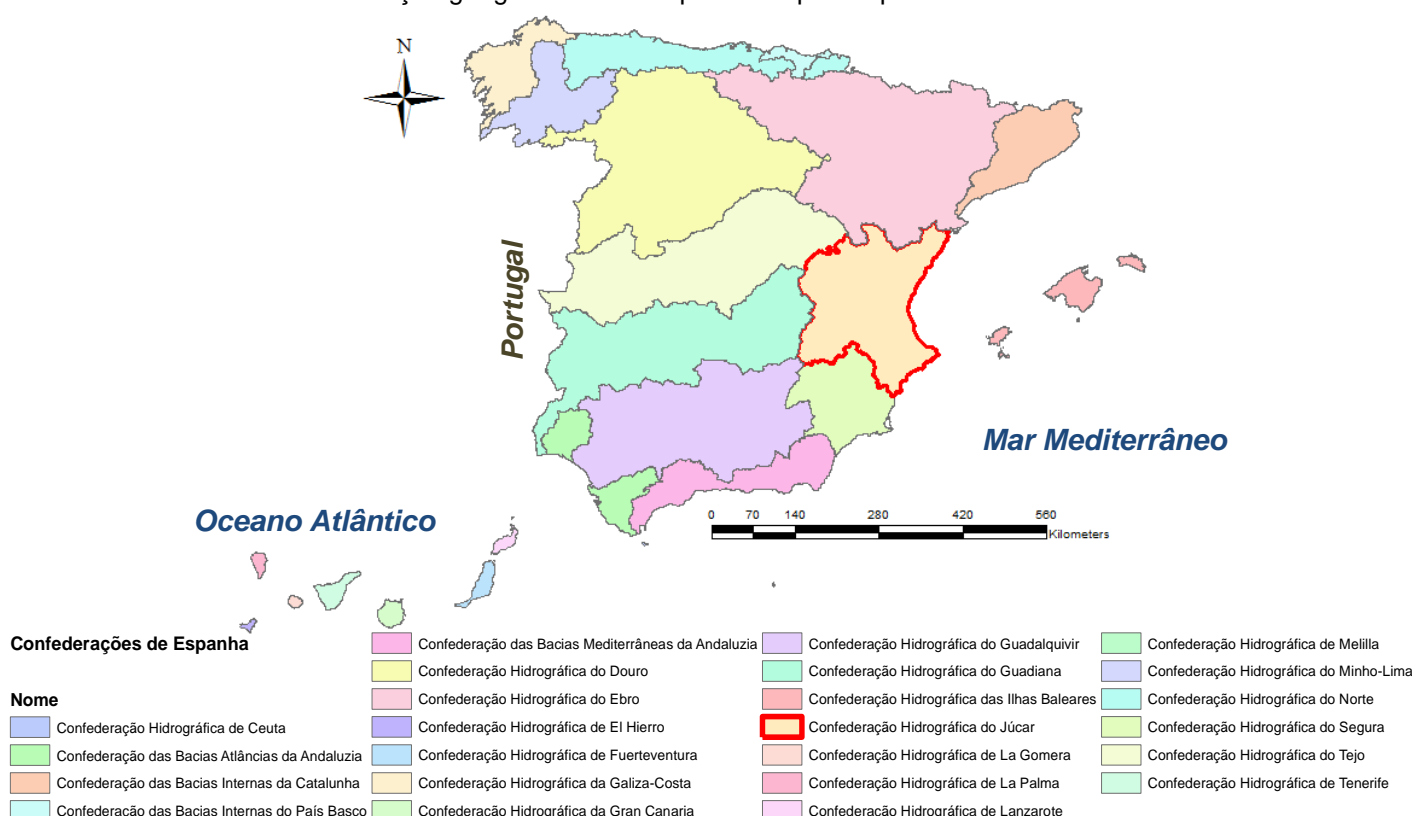 N
Portugal
Mar Mediterrâneo
Oceano Atlântico
0 70 140 280 420 560
Kilometers
Confederações de Espanha
Nome
Confederação Hidrográfica de Ceuta
Confederação das Bacias Atlâncias da Andaluzia
Confederação das Bacias Internas da Catalunha
Confederação das Bacias Internas do País Basco
Confederação das Bacias Mediterrâneas da Andaluzia
Confederação Hidrográfica do Douro
Confederação Hidrográfica do Ebro
Confederação Hidrográfica de El Hierro
Confederação Hidrográfica de Fuerteventura
Confederação Hidrográfica da Galiza-Costa
Confederação Hidrográfica da Gran Canaria
Confederação Hidrográfica do Guadalquivir
Confederação Hidrográfica do Guadiana
Confederação Hidrográfica das Ilhas Baleares
Confederação Hidrográfica do Júcar
Confederação Hidrográfica de La Gomera
Confederação Hidrográfica de La Palma
Confederação Hidrográfica de Lanzarote
Confederação Hidrográfica de Melilla
Confederação Hidrográfica do Minho-Lima
Confederação Hidrográfica do Norte
Confederação Hidrográfica do Segura
Confederação Hidrográfica do Tejo
Confederação Hidrográfica de Tenerife